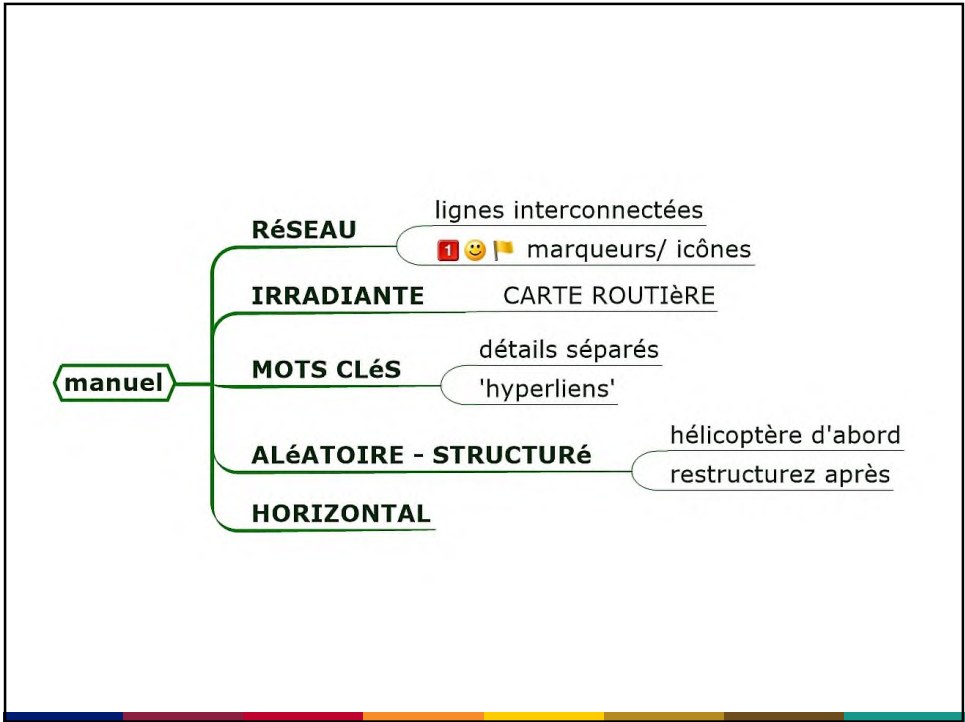 manuel
RéSEAU
lignes interconnectées
1 marqueurs/ icônes
IRRADIANTE
CARTE ROUTIèRE
MOTS CLéS
détails séparés
'hyperliens'
ALéATOIRE - STRUCTURé
hélicoptère d'abord
restructurez après
HORIZONTAL